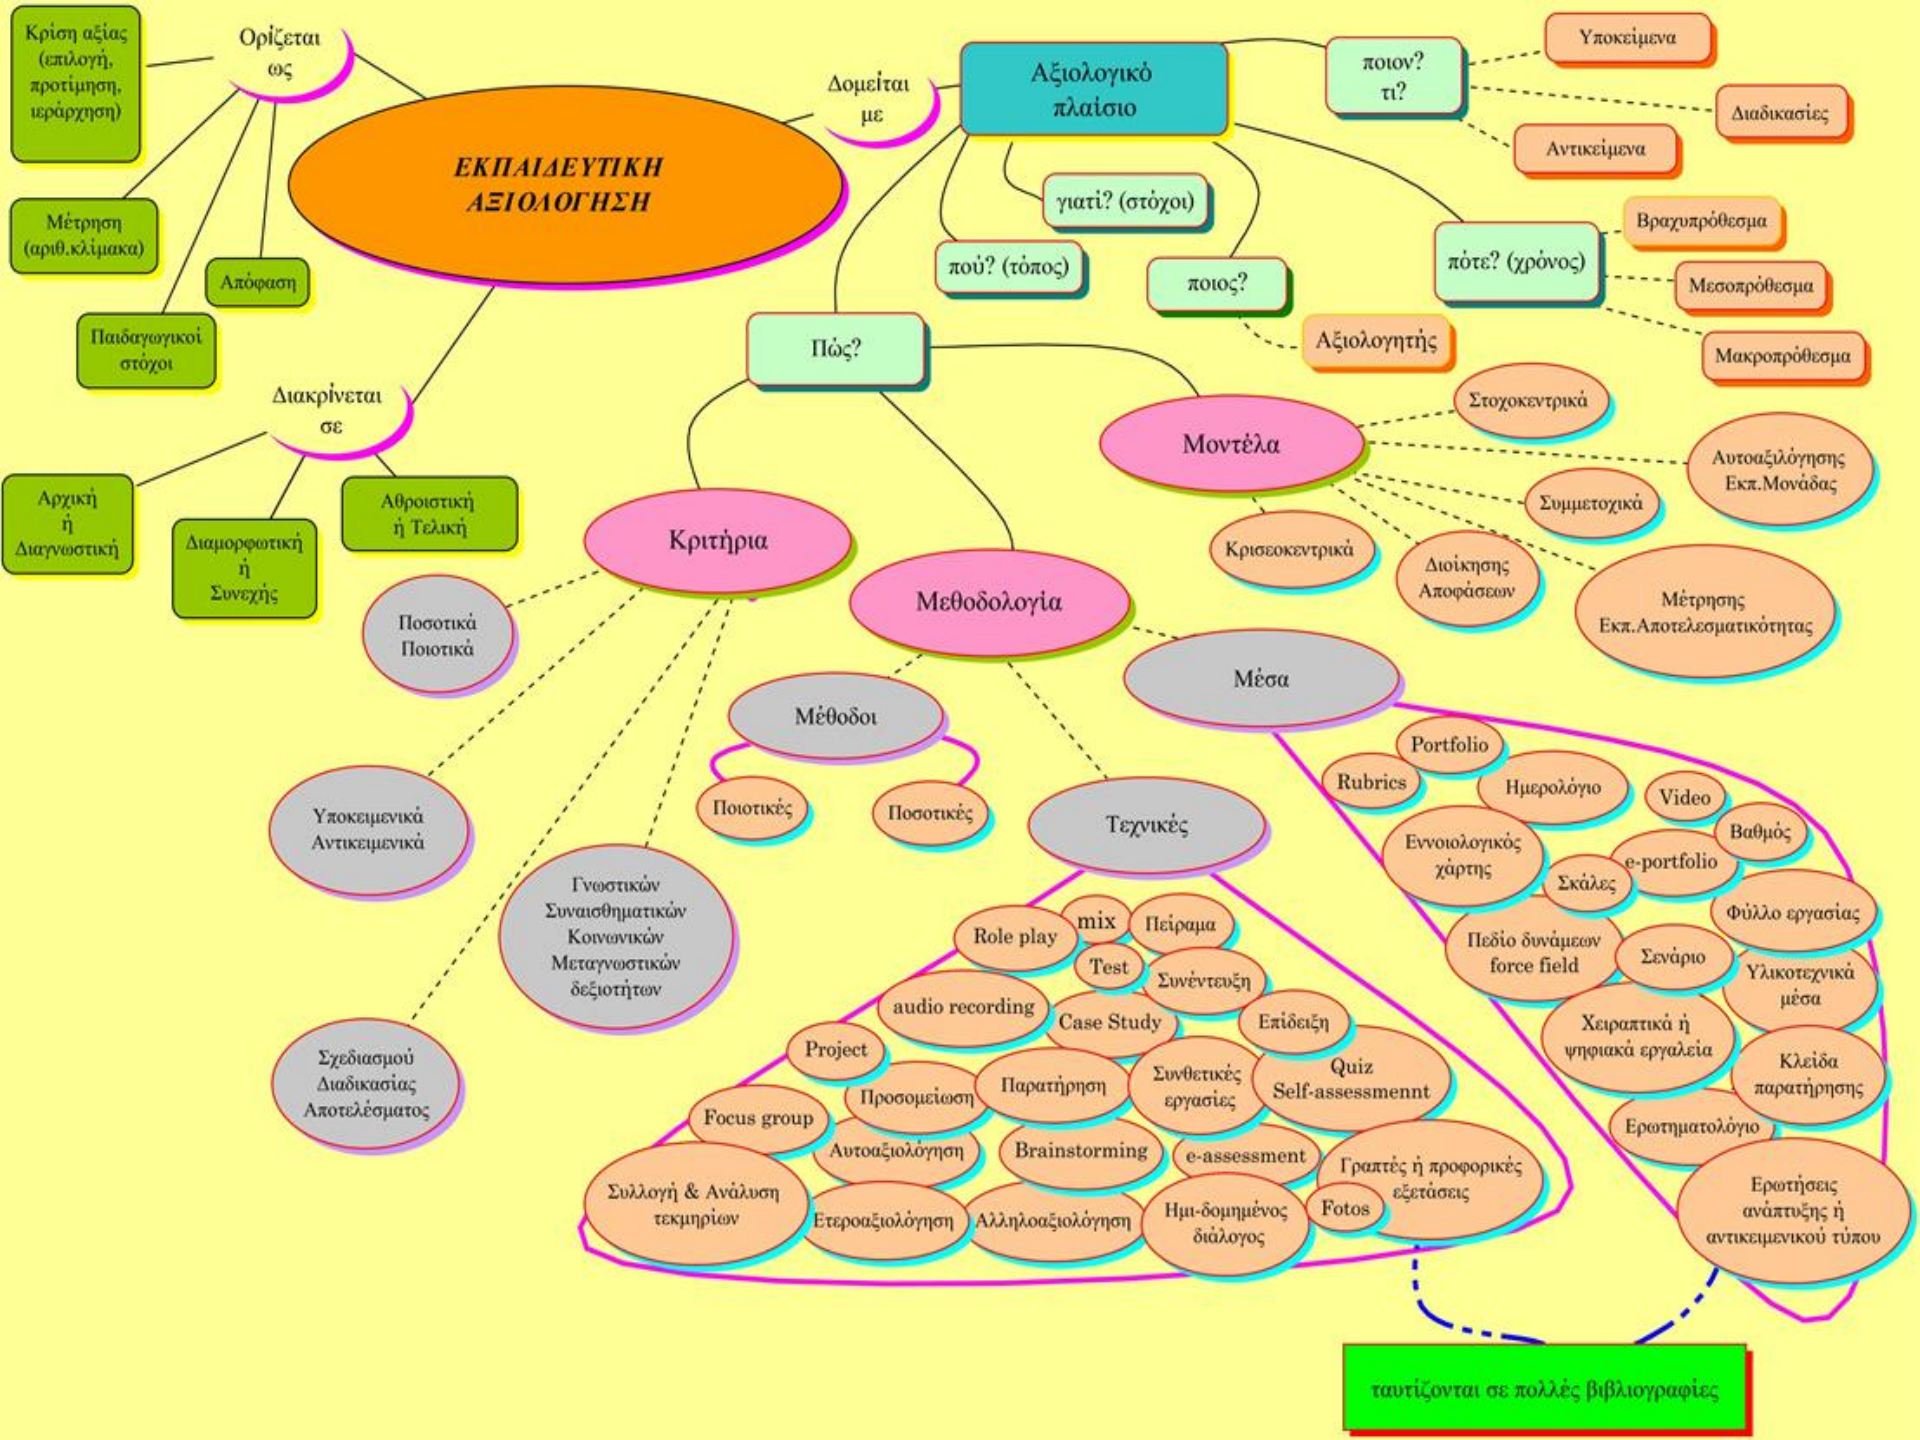 Κρίση αξίας
(επιλογή,
προτίμηση,
ιεράρχηση)
Ορίζεται
ως
Μέτρηση
(αριθ.κλίμακα)
Απόφαση
Παιδαγωγικοί
στόχοι
ΕΚΠΑΙΔΕΥΤΙΚΗ
ΑΞΙΟΛΟΓΗΣΗ
Διακρίνεται
σε
Αρχική
ή
Διαγνωστική
Διαμορφωτική
ή
Συνεχής
Αθροιστική
ή Τελική
Δομείται
με
Αξιολογικό
πλαίσιο
ποιον?
τι?
Υποκείμενα
Διαδικασίες
Αντικείμενα
γιατί? (στόχοι)
πού? (τόπος)
ποιος?
Αξιολογητής
πότε? (χρόνος)
Βραχυπρόθεσμα
Μεσοπρόθεσμα
Μακροπρόθεσμα
Πώς?
Μοντέλα
Στοχοκεντρικά
Αυτοαξιλόγησης
Εκπ.Μονάδας
Συμμετοχικά
Κρισεοκεντρικά
Διοίκησης
Αποφάσεων
Μέτρησης
Εκπ.Αποτελεσματικότητας
Κριτήρια
Ποσοτικά
Ποιοτικά
Υποκειμενικά
Αντικειμενικά
Γνωστικών
Συναισθηματικών
Κοινωνικών
Μεταγνωστικών
δεξιοτήτων
Σχεδιασμού
Διαδικασίας
Αποτελέσματος
Μεθοδολογία
Μέθοδοι
Ποιοτικές
Ποσοτικές
Τεχνικές
Role play
mix
Πείραμα
Test
Συνέντευξη
audio recording
Case Study
Επίδειξη
Project
Προσομείωση
Παρατήρηση
Συνθετικές
εργασίες
Quiz
Self-assessmennt
Focus group
Αυτοαξιολόγηση
Brainstorming
e-assessment
Γραπτές ή προφορικές
εξετάσεις
Συλλογή & Ανάλυση
τεκμηρίων
Ετεροαξιολόγηση
Αλληλοαξιολόγηση
Ημι-δομημένος
διάλογος
Fotos
Μέσα
Portfolio
Rubrics
Ημερολόγιο
Video
Βαθμός
Εννοιολογικός
χάρτης
e-portfolio
Σκάλες
Φύλλο εργασίας
Πεδίο δυνάμεων
force field
Σενάριο
Υλικοτεχνικά
μέσα
Χειραπτικά ή
ψηφιακά εργαλεία
Κλείδα
παρατήρησης
Ερωτηματολόγιο
Ερωτήσεις
ανάπτυξης ή
αντικειμενικού τύπου
ταυτίζονται σε πολλές βιβλιογραφίες